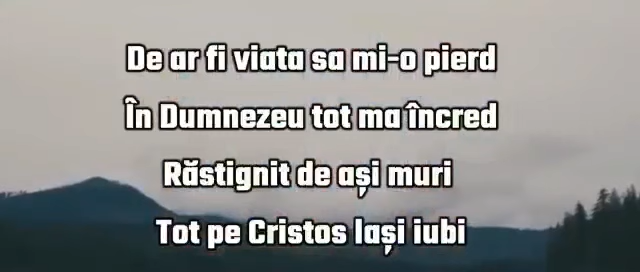 De ar fi viata sa mi-o pierd
În Dumnezeu tot ma încred
Răstignit de ași muri
Tot pe Cristos lași iubi